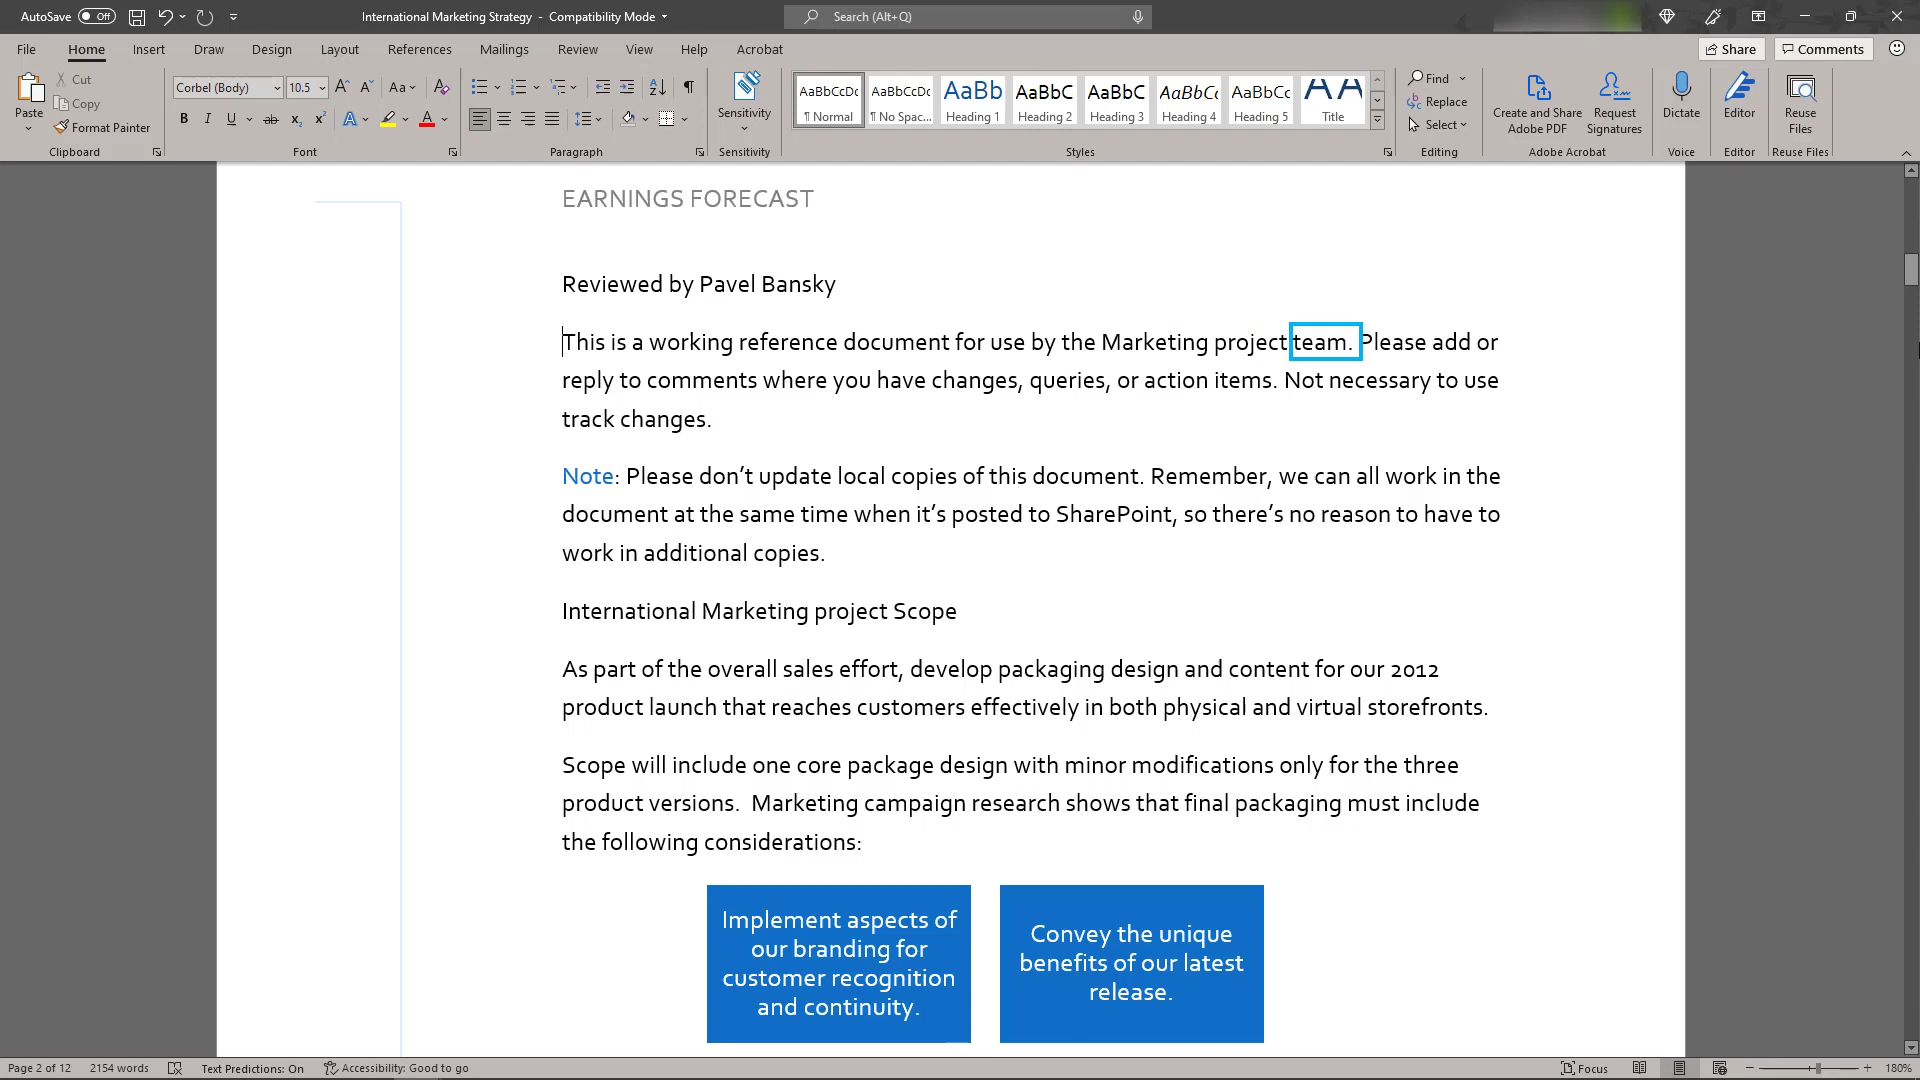 AutoSave Off International Marketing Strategy - Compatibility Mode Search (Alt+Q)
File Home Insert Draw Design Layout References Mailings Review View Help Acrobat Share Comments
Paste
Cut
Copy
Format Painter
Clipboard
Corbel (Body) 10.5
Font
Paragraph
Sensitivity
Sensitivity
AaBbCcDc AaBbCcDc AaBb AaBbC AaBbC AaBbCc AaBbCc AA
¶ Normal ¶ No Spac... Heading 1 Heading 2 Heading 3 Heading 4 Heading 5 Title
Styles
Find
Replace
Select
Editing
Create and Share
Adobe PDF
Request
Signatures
Adobe Acrobat
Dictate
Voice
Editor
Editor
Reuse
Files
Reuse Files
EARNINGS FORECAST
Reviewed by Pavel Bansky
This is a working reference document for use by the Marketing project team. Please add or
reply to comments where you have changes, queries, or action items. Not necessary to use
track changes.
Note: Please don’t update local copies of this document. Remember, we can all work in the
document at the same time when it’s posted to SharePoint, so there’s no reason to have to
work in additional copies.
International Marketing project Scope
As part of the overall sales effort, develop packaging design and content for our 2012
product launch that reaches customers effectively in both physical and virtual storefronts.
Scope will include one core package design with minor modifications only for the three
product versions.  Marketing campaign research shows that final packaging must include
the following considerations:
Implement aspects of
our branding for
customer recognition
and continuity.
Convey the unique
benefits of our latest
release.
Page 2 of 12 2154 words Text Predictions: On Accessibility: Good to go Focus 180%